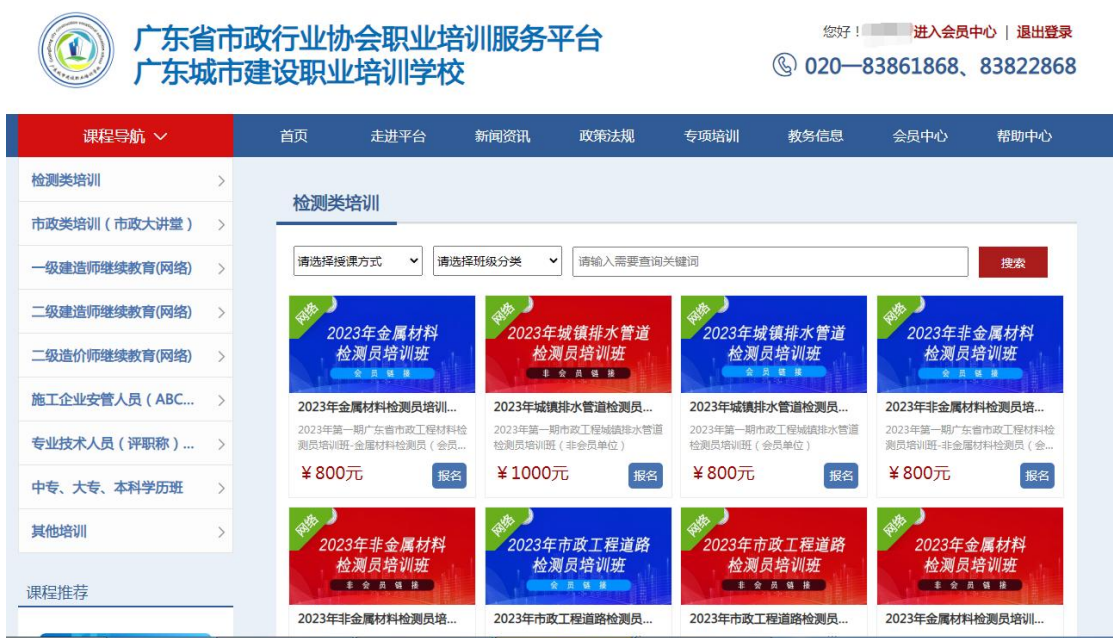 广东省市政行业协会职业培训服务平台
广东城市建设职业培训学校
您好！
进入会员中心 | 退出登录
020—83861868、83822868
课程导航
首页
走进平台
新闻资讯
政策法规
专项培训
教务信息
会员中心
帮助中心
检测类培训
市政类培训（市政大讲堂）
一级建造师继续教育(网络)
二级建造师继续教育(网络)
二级造价师继续教育(网络)
施工企业安管人员（ABC...
专业技术人员（评职称）...
中专、大专、本科学历班
其他培训
课程推荐
检测类培训
请选择授课方式
请选择班级分类
请输入需要查询关键词
搜索
网络
2023年金属材料
检测员培训班
会员链接
2023年金属材料检测员培训...
2023年第一期广东省市政工程材料检
测员培训班-金属材料检测员（会员...
￥800元
报名
网络
2023年城镇排水管道
检测员培训班
非会员链接
2023年城镇排水管道检测员...
2023年第一期市政工程城镇排水管道
检测员培训班（非会员单位）
￥1000元
报名
网络
2023年城镇排水管道
检测员培训班
会员链接
2023年城镇排水管道检测员...
2023年第一期市政工程城镇排水管道
检测员培训班（会员单位）
￥800元
报名
网络
2023年非金属材料
检测员培训班
会员链接
2023年非金属材料检测员培...
2023年第一期广东省市政工程材料检
测员培训班-非金属材料检测员（会...
￥800元
报名
网络
2023年非金属材料
检测员培训班
非会员链接
2023年非金属材料检测员培...
网络
2023年市政工程道路
检测员培训班
会员链接
2023年市政工程道路检测员...
网络
2023年市政工程道路
检测员培训班
非会员链接
2023年市政工程道路检测员...
网络
2023年金属材料
检测员培训班
非会员链接
2023年金属材料检测员培训...